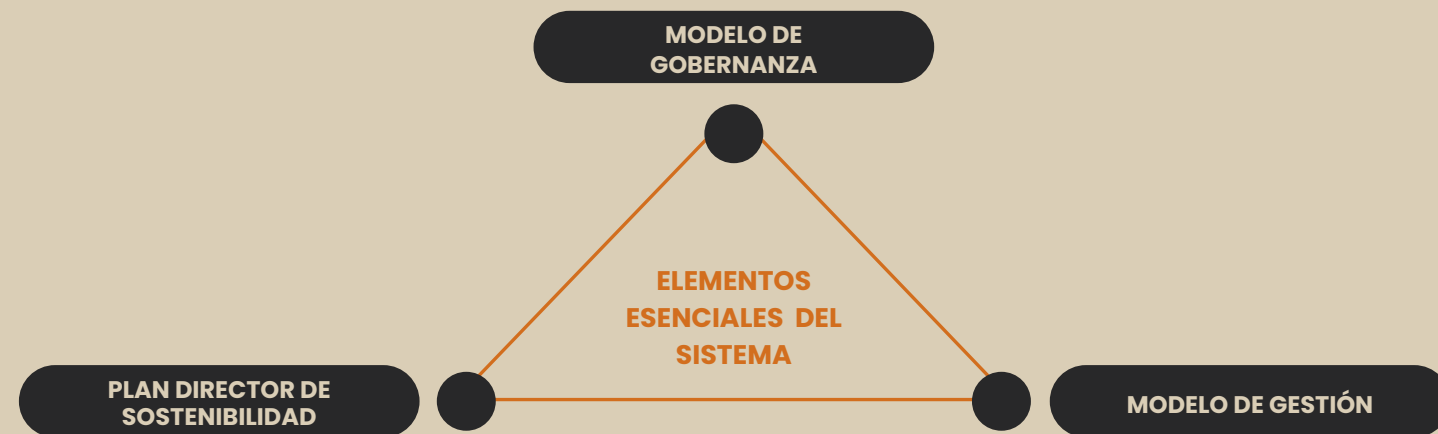 MODELO DE
GOBERNANZA
ELEMENTOS
ESENCIALES DEL
SISTEMA
PLAN DIRECTOR DE
SOSTENIBILIDAD
MODELO DE GESTIÓN